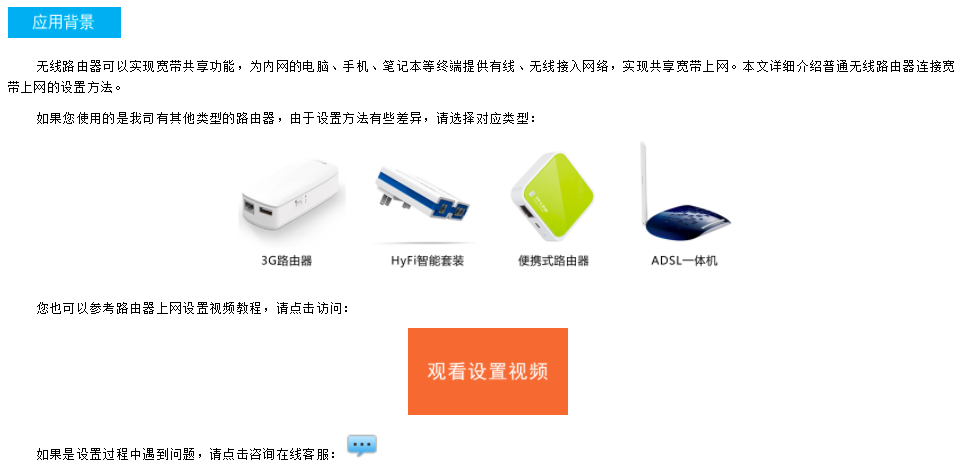 应用背景
无线路由器可以实现宽带共享功能，为内网的电脑、手机、笔记本等终端提供有线、无线接入网络，实现共享宽带上网。本文详细介绍普通无线路由器连接宽
带上网的设置方法。
如果您使用的是我司有其他类型的路由器，由于设置方法有些差异，请选择对应类型：
3G路由器 HyFi智能套装 便携式路由器 ADSL一体机
您也可以参考路由器上网设置视频教程，请点击访问：
观看设置视频
如果是设置过程中遇到问题，请点击咨询在线客服：